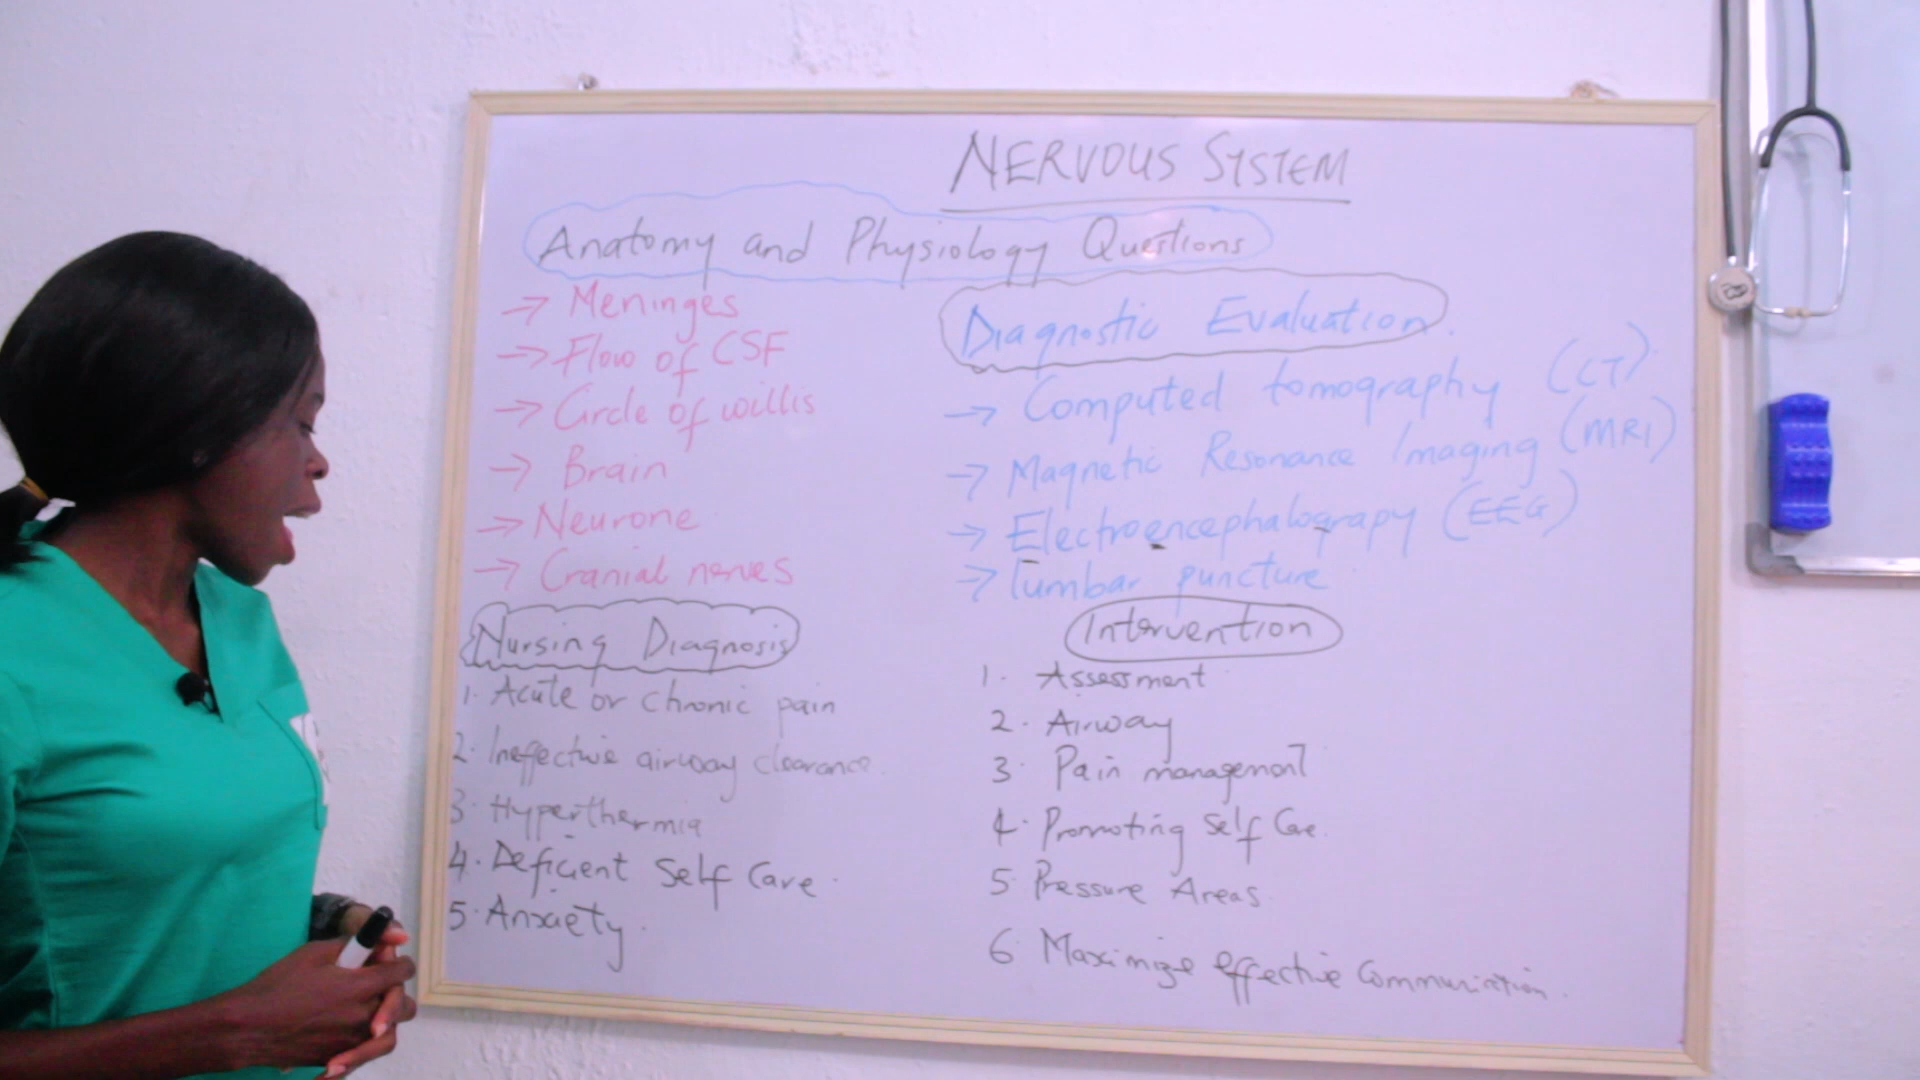 NERVOUS SYSTEM
Anatomy and Physiology Questions
→ Meninges
→ Flow of CSF
→ Circle of willis
→ Brain
→ Neurone
→ Cranial nerves
Diagnostic Evaluation.
→ Computed tomography (CT).
→ Magnetic Resonance Imaging (MRI)
→ Electroencephalograpy (EEG)
→ lumbar puncture
Nursing Diagnosis
1. Acute or chronic pain
2. Ineffective airway clearance.
3. Hyperthermia
4. Deficient Self Care.
5. Anxiety.
Intervention
1. Assessment
2. Airway
3. Pain management
4. Promoting Self Care.
5. Pressure Areas
6. Maximize effective Communication.